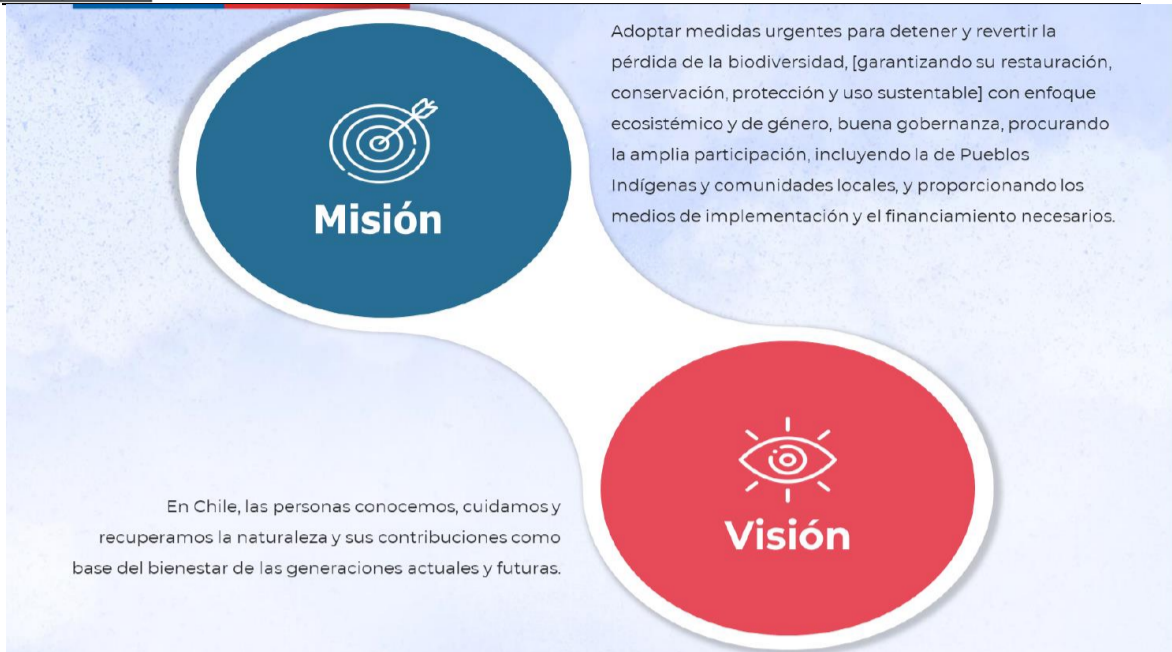 Misión
Adoptar medidas urgentes para detener y revertir la
pérdida de la biodiversidad, [garantizando su restauración,
conservación, protección y uso sustentable] con enfoque
ecosistémico y de género, buena gobernanza, procurando
la amplia participación, incluyendo la de Pueblos
Indígenas y comunidades locales, y proporcionando los
medios de implementación y el financiamiento necesarios.
Visión
En Chile, las personas conocemos, cuidamos y
recuperamos la naturaleza y sus contribuciones como
base del bienestar de las generaciones actuales y futuras.